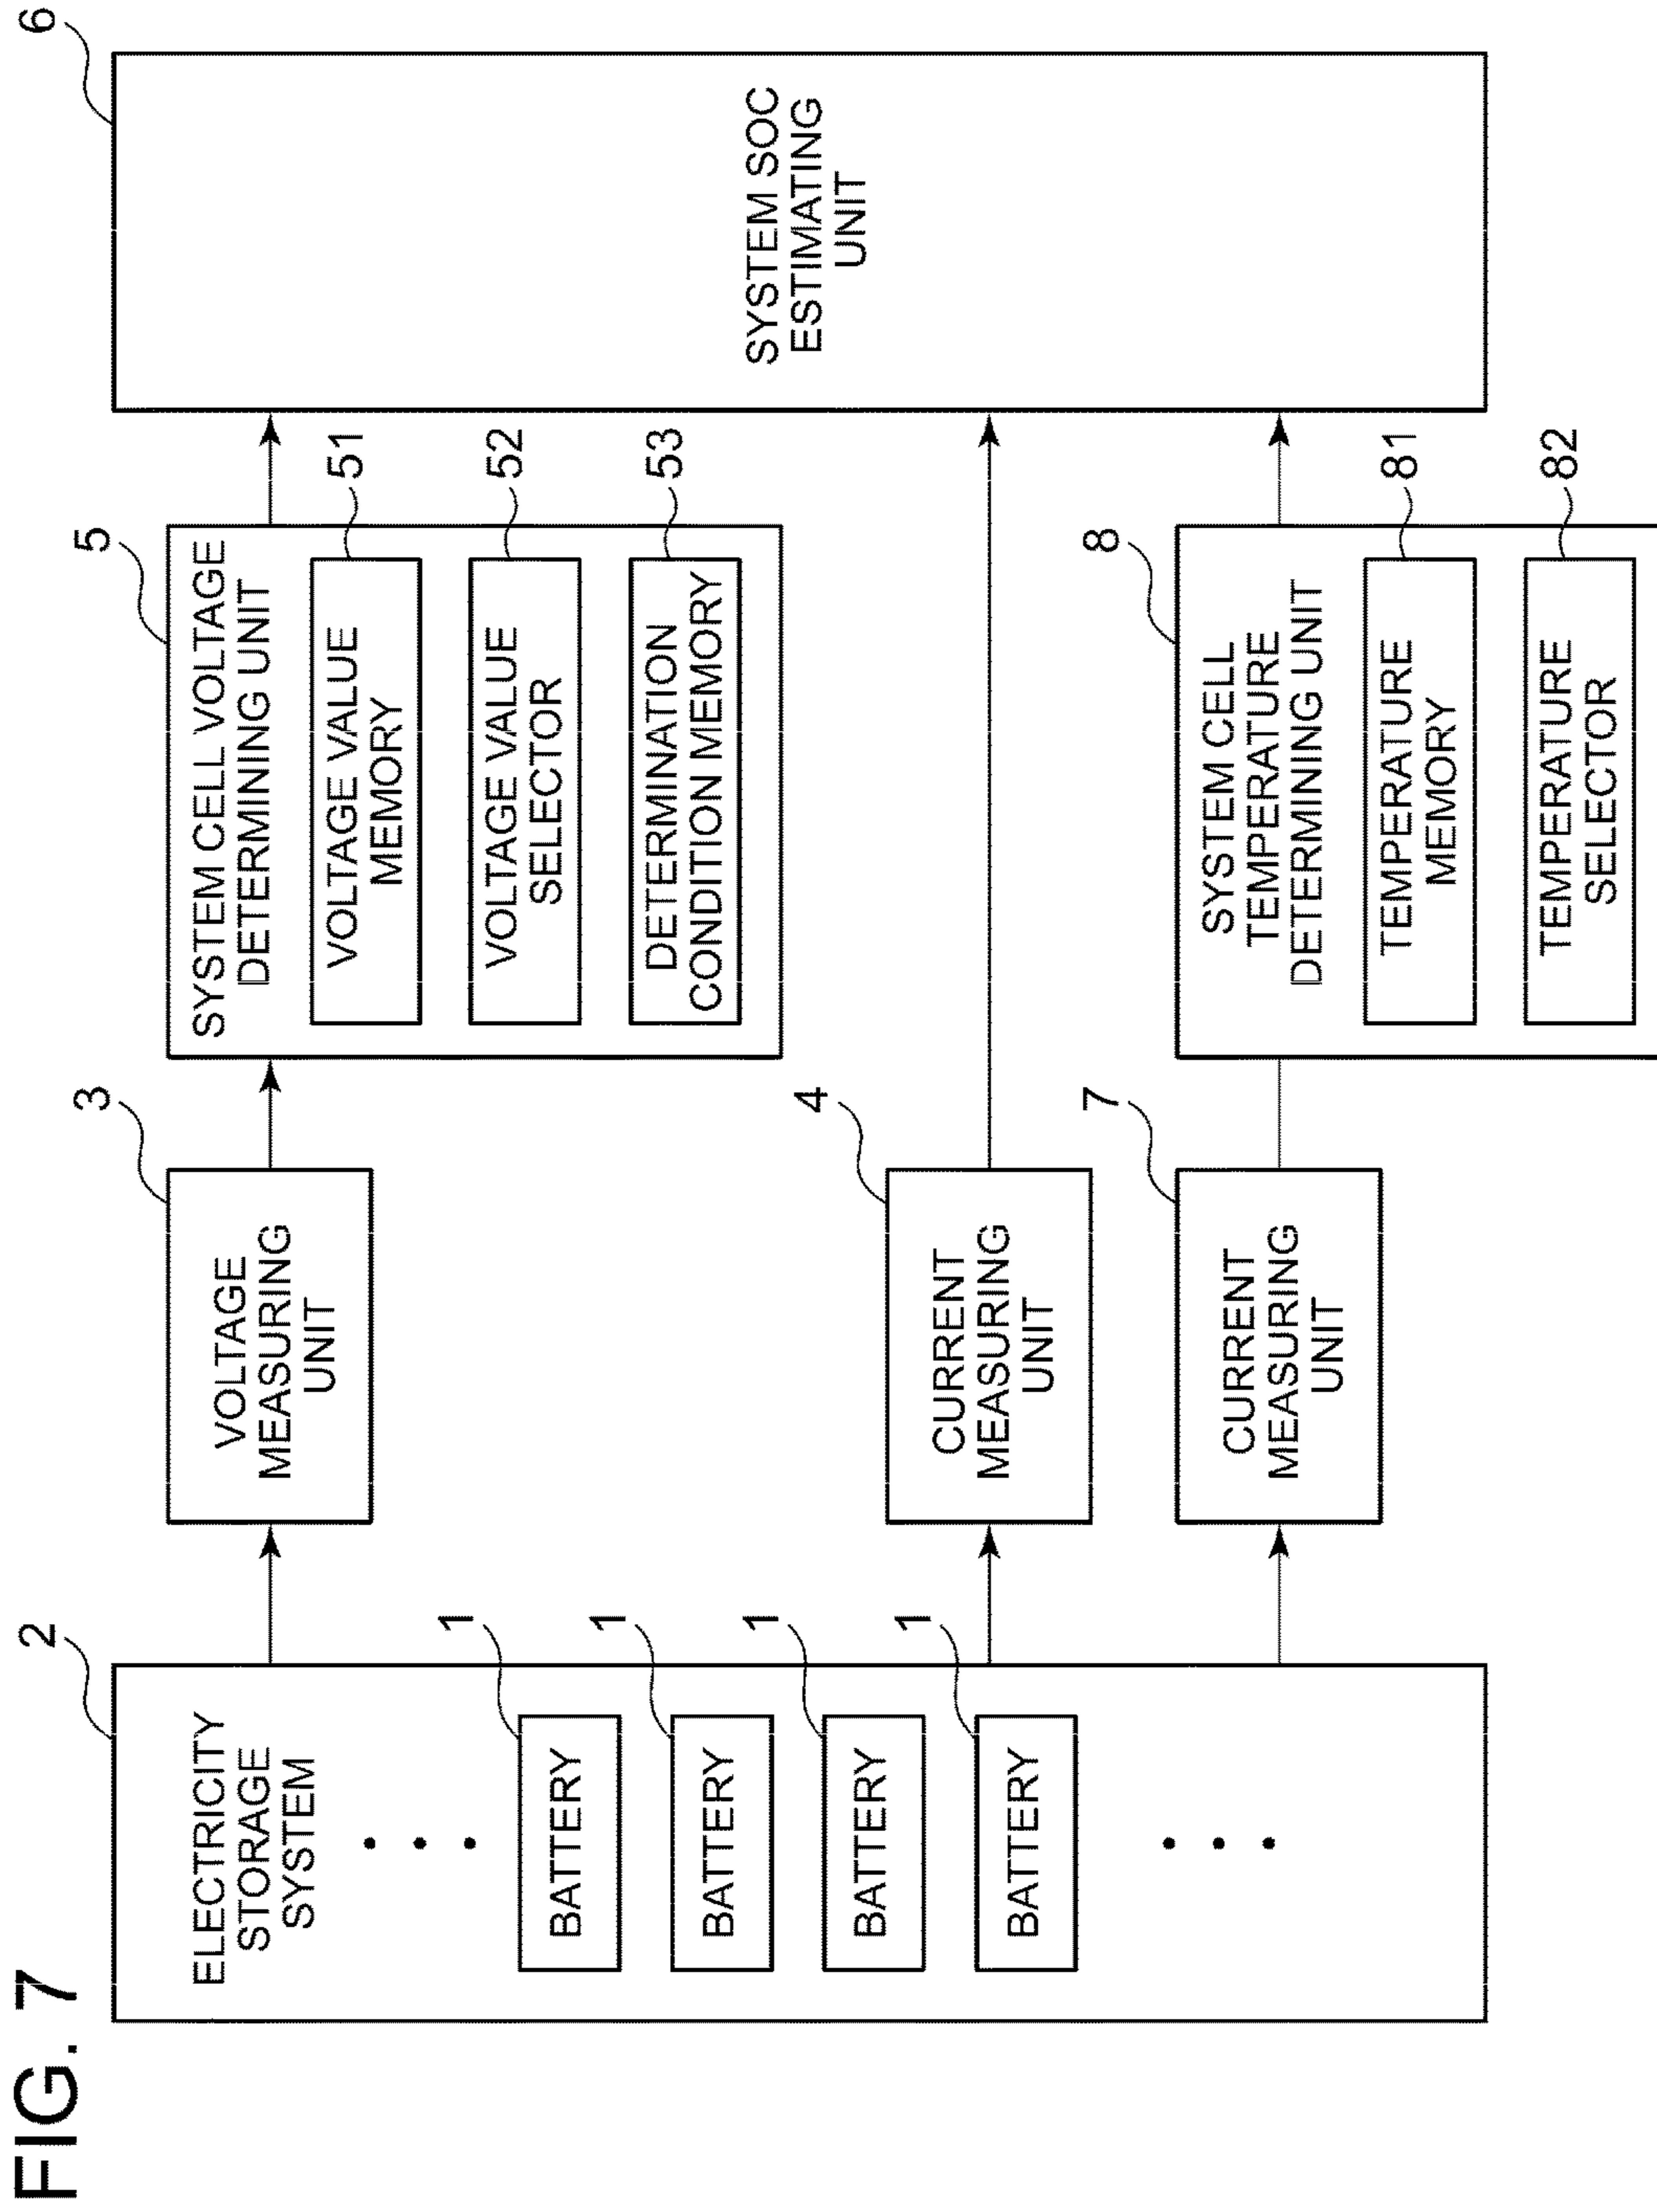 FIG. 7
2
ELECTRICITY
STORAGE
SYSTEM
1
BATTERY
1
BATTERY
1
BATTERY
1
BATTERY
3
VOLTAGE
MEASURING
UNIT
4
CURRENT
MEASURING
UNIT
7
CURRENT
MEASURING
UNIT
5
SYSTEM CELL VOLTAGE
DETERMINING UNIT
51
VOLTAGE VALUE
MEMORY
52
VOLTAGE VALUE
SELECTOR
53
DETERMINATION
CONDITION MEMORY
8
SYSTEM CELL
TEMPERATURE
DETERMINING UNIT
81
TEMPERATURE
MEMORY
82
TEMPERATURE
SELECTOR
6
SYSTEM SOC
ESTIMATING
UNIT